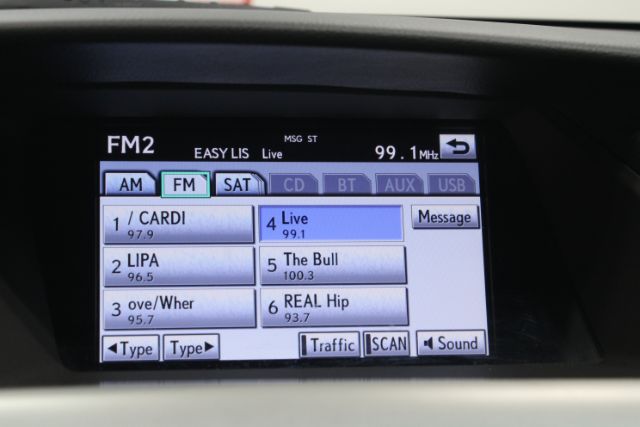 FM2 EASY LIS Live MSG ST 99.1MHz
AM FM SAT CD BT AUX USB
1 / CARDI 97.9
4 Live 99.1
Message
2 LIPA 96.5
5 The Bull 100.3
3 ove/Wher 95.7
6 REAL Hip 93.7
◄Type Type► Traffic SCAN Sound